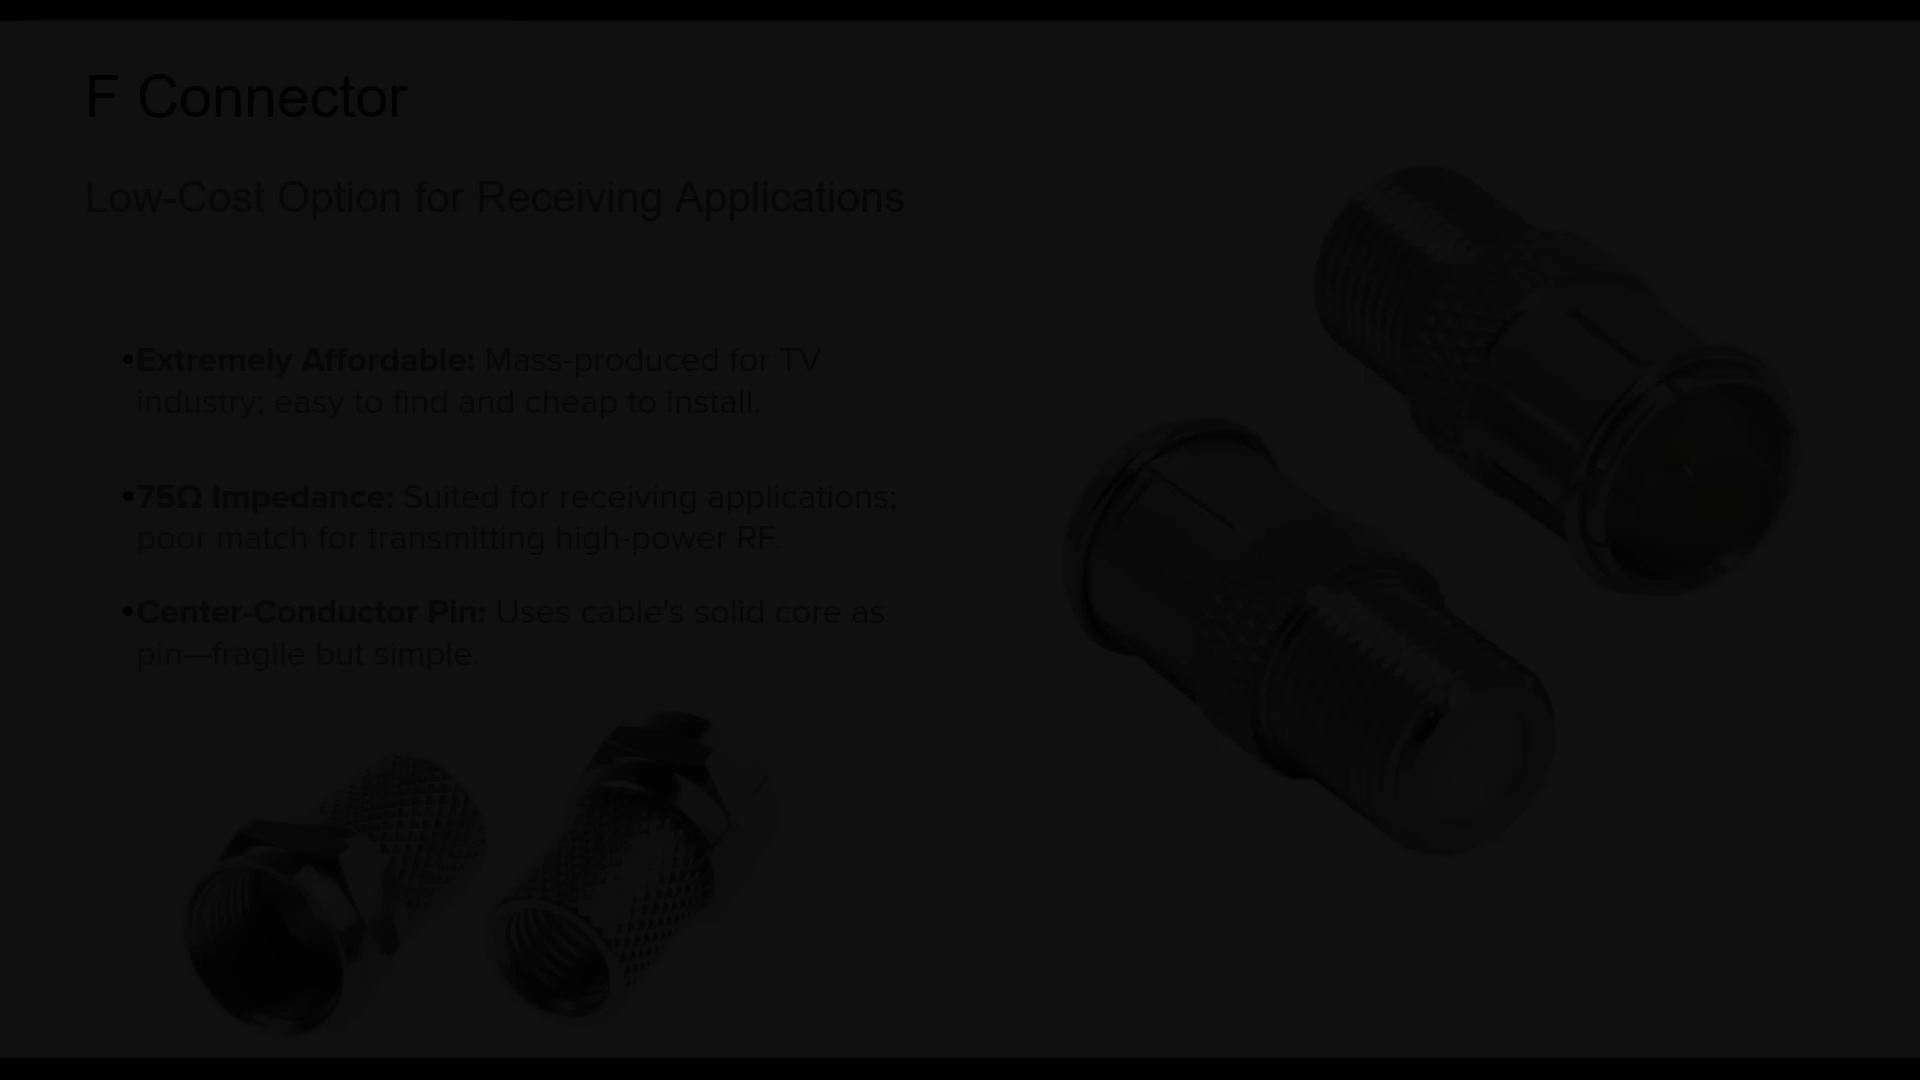 F Connector
Low-Cost Option for Receiving Applications
•Extremely Affordable: Mass-produced for TV
industry; easy to find and cheap to install.
•75Ω Impedance: Suited for receiving applications;
poor match for transmitting high-power RF.
•Center-Conductor Pin: Uses cable's solid core as
pin—fragile but simple.